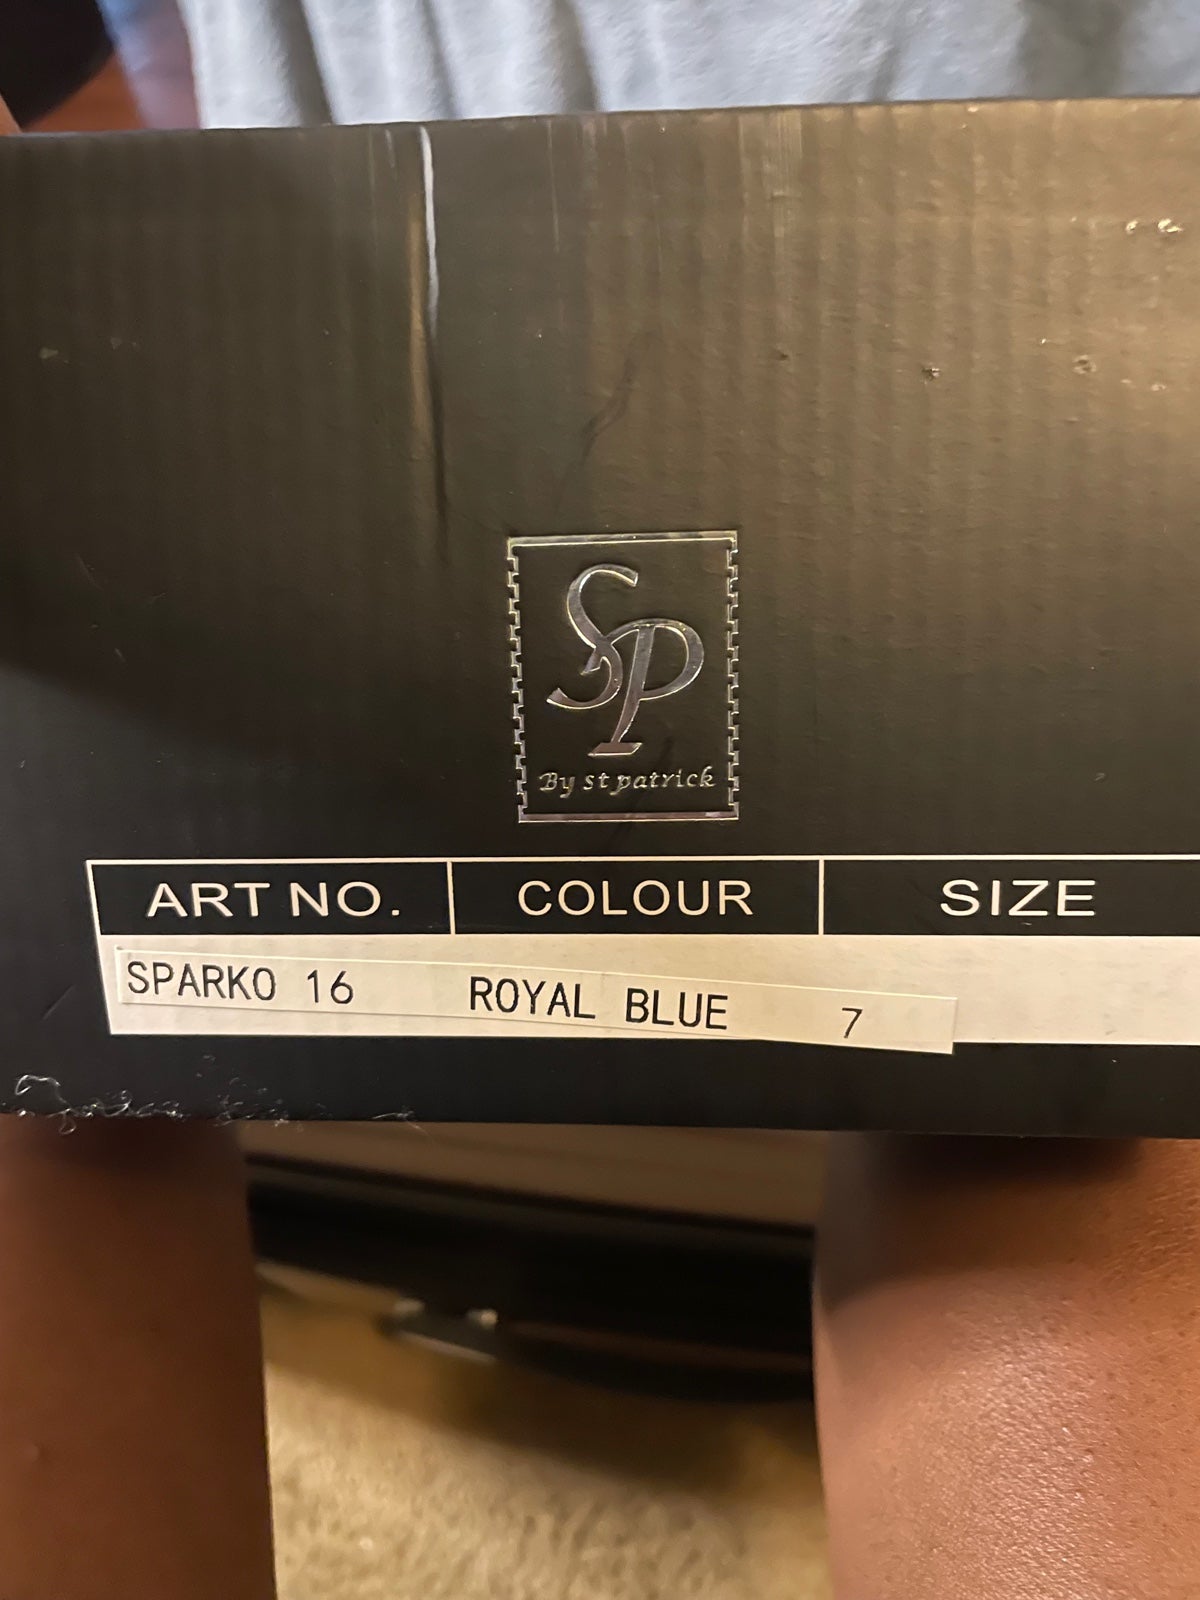 SP
By st patrick
ART NO. COLOUR SIZE
SPARKO 16 ROYAL BLUE 7